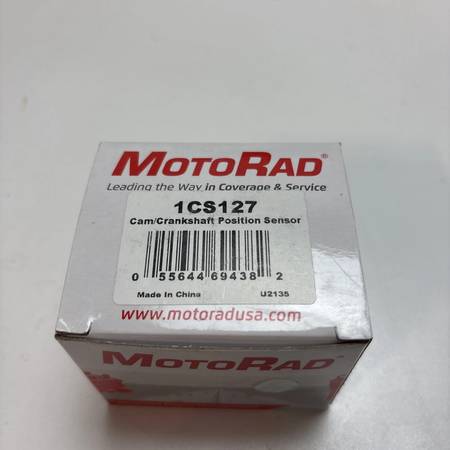 MOTORAD®
Leading the Way in Coverage & Service
1CS127
Cam/Crankshaft Position Sensor
0 55644 69438 2
Made In China U2135
www.motoradusa.com
MOTORAD®